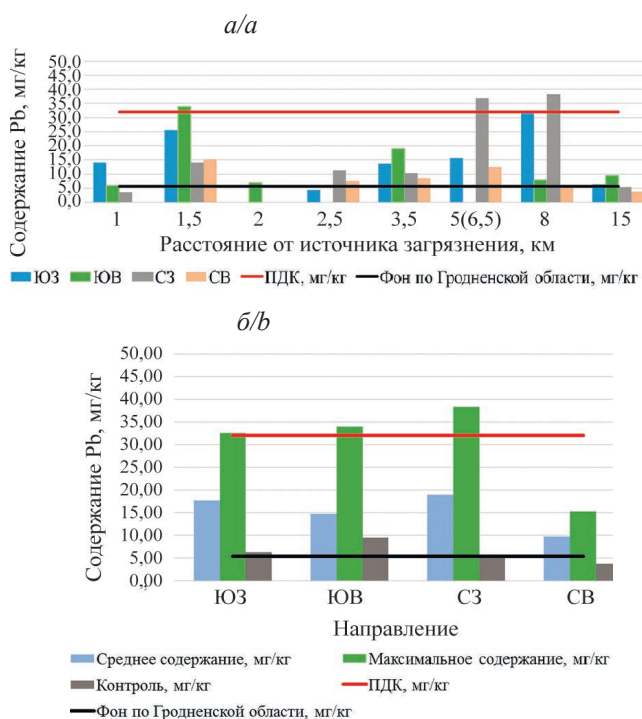 а/a
Содержание Pb, мг/кг
50,0
45,0
40,0
35,0
30,0
25,0
20,0
15,0
10,0
5,0
0,0
1 1,5 2 2,5 3,5 5(6,5) 8 15
Расстояние от источника загрязнения, км
ЮЗ ЮВ СЗ СВ ПДК, мг/кг Фон по Гродненской области, мг/кг
б/b
Содержание Pb, мг/кг
50,00
45,00
40,00
35,00
30,00
25,00
20,00
15,00
10,00
5,00
0,00
ЮЗ ЮВ СЗ СВ
Направление
Среднее содержание, мг/кг Максимальное содержание, мг/кг
Контроль, мг/кг ПДК, мг/кг
Фон по Гродненской области, мг/кг